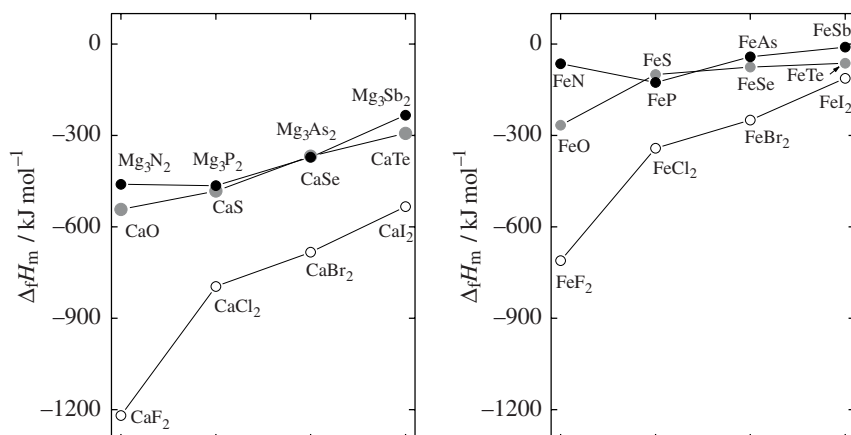 ΔfHm / kJ mol−1
0
−300
−600
−900
−1200
Mg3N2
Mg3P2
Mg3As2
Mg3Sb2
CaO
CaS
CaSe
CaTe
CaF2
CaCl2
CaBr2
CaI2
ΔfHm / kJ mol−1
0
−300
−600
−900
−1200
FeN
FeP
FeAs
FeSb
FeO
FeS
FeSe
FeTe
FeF2
FeCl2
FeBr2
FeI2